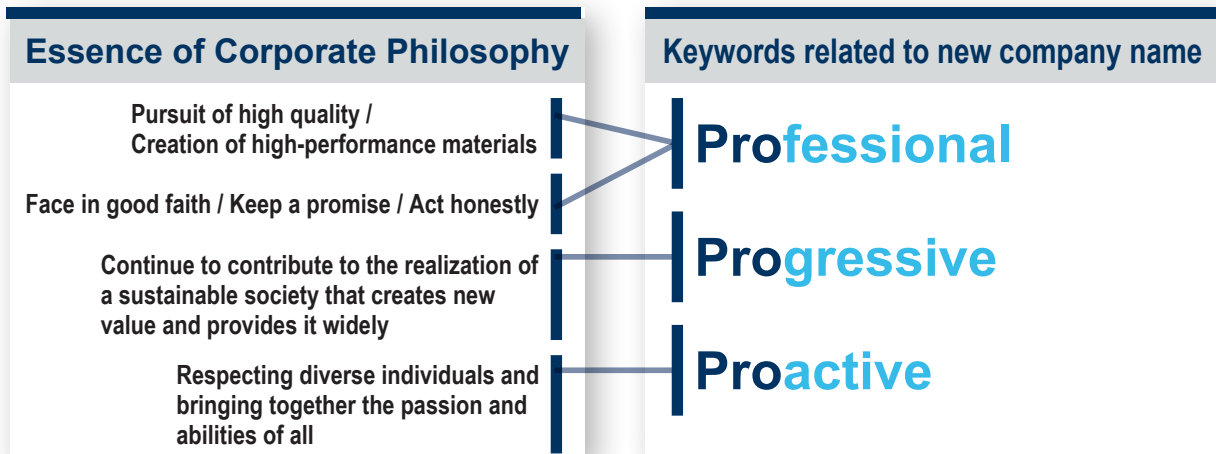 Essence of Corporate Philosophy
Pursuit of high quality /
Creation of high-performance materials
Face in good faith / Keep a promise / Act honestly
Continue to contribute to the realization of
a sustainable society that creates new
value and provides it widely
Respecting diverse individuals and
bringing together the passion and
abilities of all
Keywords related to new company name
Professional
Progressive
Proactive